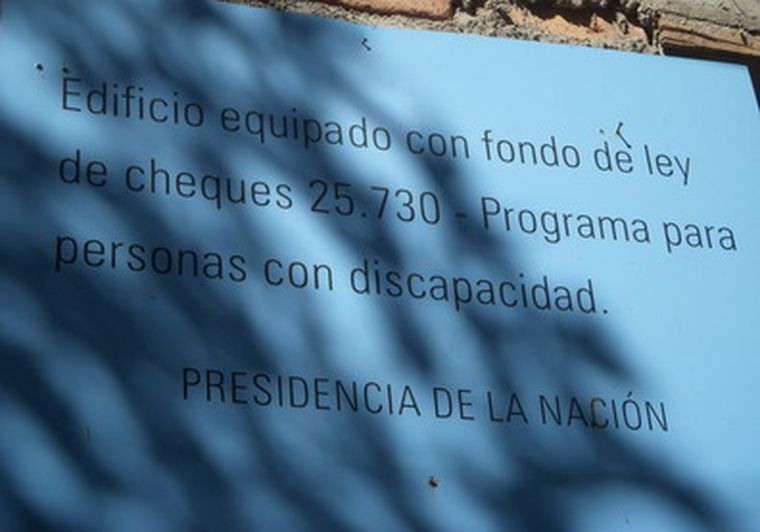 Edificio equipado con fondo de ley
de cheques 25.730 - Programa para
personas con discapacidad.
PRESIDENCIA DE LA NACIÓN